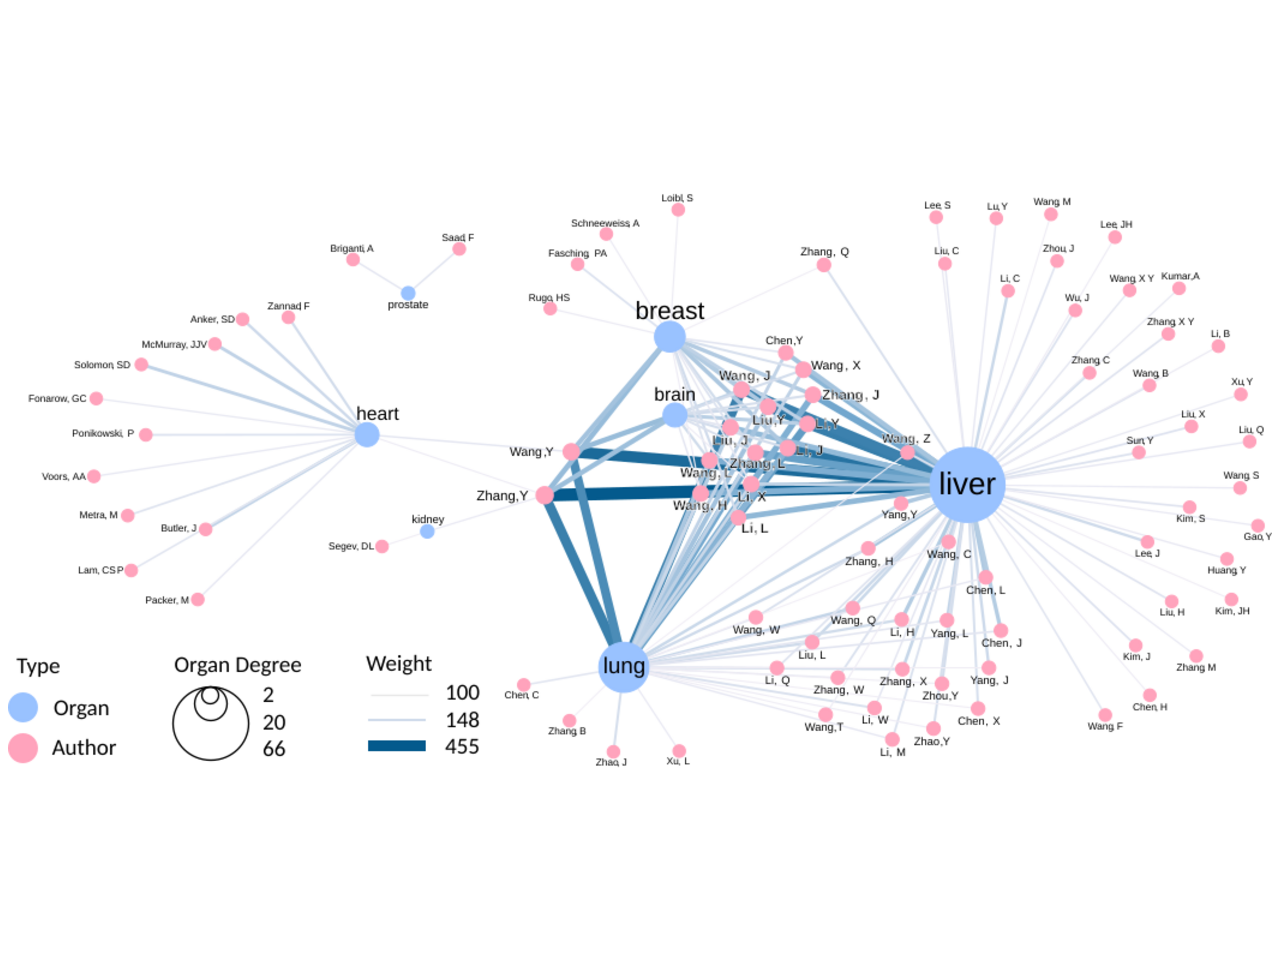 Loibl, S
Schneeweiss, A
Fasching, PA
Rugo, HS
Saad, F
Briganti, A
prostate
Zannad F
Anker, SD
McMurray, JJV
Solomon, SD
Fonarow, GC
Ponikowski, P
Voors, AA
Metra, M
Butler, J
Lam, CSP
Packer, M
heart
kidney
Segev, DL
breast
brain
Wang,Y
Zhang,Y
Zhang, Q
Chen,Y
Wang, X
Wang, J
Zhang, J
Liu,Y
Li,Y
Liu, J
Li, J
Zhang, L
Wang, L
Li, X
Wang, H
Li, L
Wang, Z
liver
Lee, S
Lu, Y
Wang M
Lee, JH
Liu, C
Zhou, J
Li, C
Wang X Y
Kumar,A
Wu, J
Zhang X Y
Li, B
Zhang C
Wang B
Xu, Y
Liu, X
Liu, Q
Sun, Y
Wang S
Kim, S
Gao, Y
Lee, J
Huang Y
Liu, H
Kim, JH
Kim, J
Zhang M
Chen, H
Wang F
Yang,Y
Zhang, H
Wang, C
Chen, L
Wang, Q
Wang, W
Li, H
Yang, L
Chen, J
Liu, L
Li, Q
Zhang, W
Zhang, X
Zhou,Y
Yang, J
Wang,T
Li, W
Chen, X
Zhao,Y
Li, M
lung
Chen, C
Zhang B
Zhao, J
Xu, L
Type
Organ
Author
Organ Degree
2
20
66
Weight
100
148
455